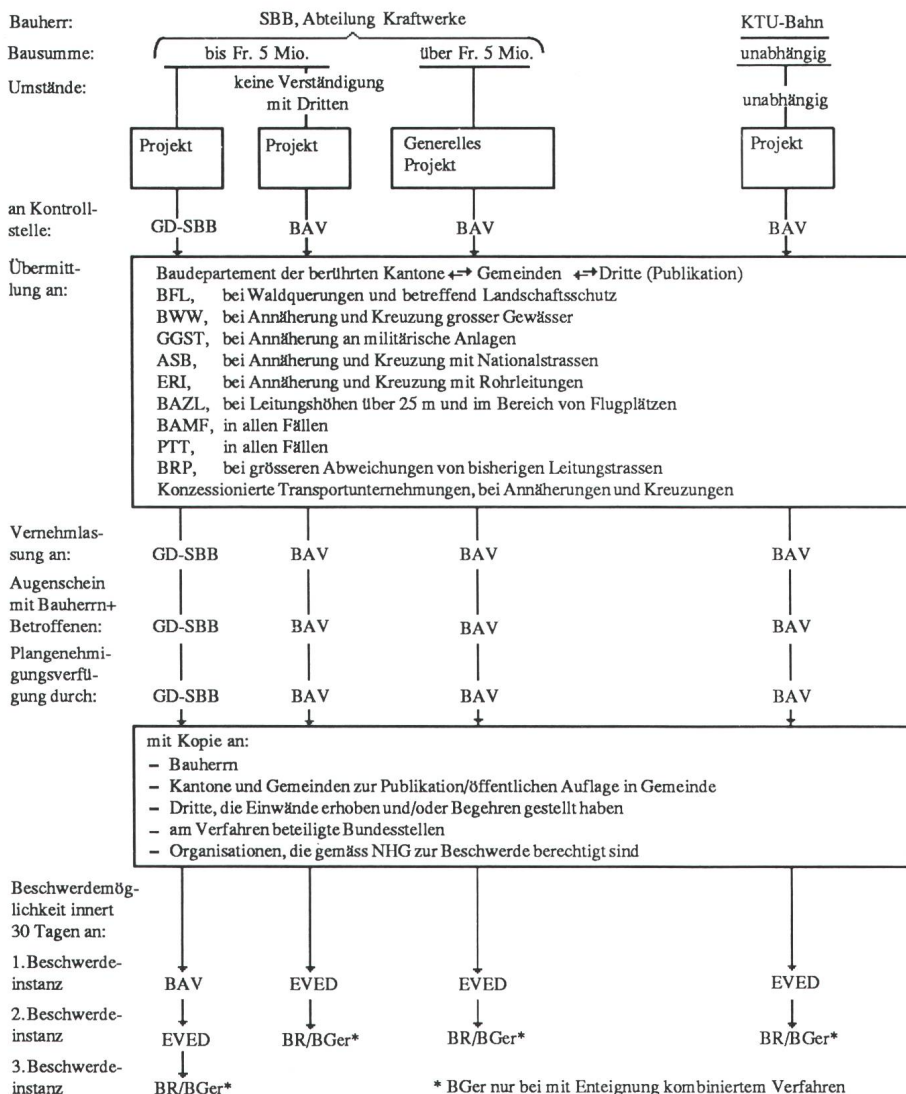 Bauherr: SBB, Abteilung Kraftwerke KTU-Bahn
Bausumme: bis Fr. 5 Mio. über Fr. 5 Mio. unabhängig
Umstände: keine Verständigung
mit Dritten unabhängig
Projekt Projekt Generelles Projekt
Projekt
an Kontroll-
stelle: GD-SBB BAV BAV BAV
Übermitt-
lung an:
Baudepartement der berührten Kantone ↔ Gemeinden ↔ Dritte (Publikation)
BFL, bei Waldquerungen und betreffend Landschaftsschutz
BWW, bei Annäherung und Kreuzung grosser Gewässer
GGST, bei Annäherung an militärische Anlagen
ASB, bei Annäherung und Kreuzung mit Nationalstrassen
ERI, bei Annäherung und Kreuzung mit Rohrleitungen
BAZL, bei Leitungshöhen über 25 m und im Bereich von Flugplätzen
BAMF, in allen Fällen
PTT, in allen Fällen
BRP, bei grösseren Abweichungen von bisherigen Leitungstrassen
Konzessionierte Transportunternehmungen, bei Annäherungen und Kreuzungen
Vernehmlas-
sung an: GD-SBB BAV BAV BAV
Augenschein
mit Bauherrn+
Betroffenen: GD-SBB BAV BAV BAV
Plangenehmi-
gungsverfü-
gung durch: GD-SBB BAV BAV BAV
mit Kopie an:
– Bauherrn
– Kantone und Gemeinden zur Publikation/öffentlichen Auflage in Gemeinde
– Dritte, die Einwände erhoben und/oder Begehren gestellt haben
– am Verfahren beteiligte Bundesstellen
– Organisationen, die gemäss NHG zur Beschwerde berechtigt sind
Beschwerdemög-
lichkeit innert
30 Tagen an:
1.Beschwerde-
instanz BAV EVED EVED EVED
2.Beschwerde-
instanz EVED BR/BGer* BR/BGer* BR/BGer*
3.Beschwerde-
instanz BR/BGer* * BGer nur bei mit Enteignung kombiniertem Verfahren